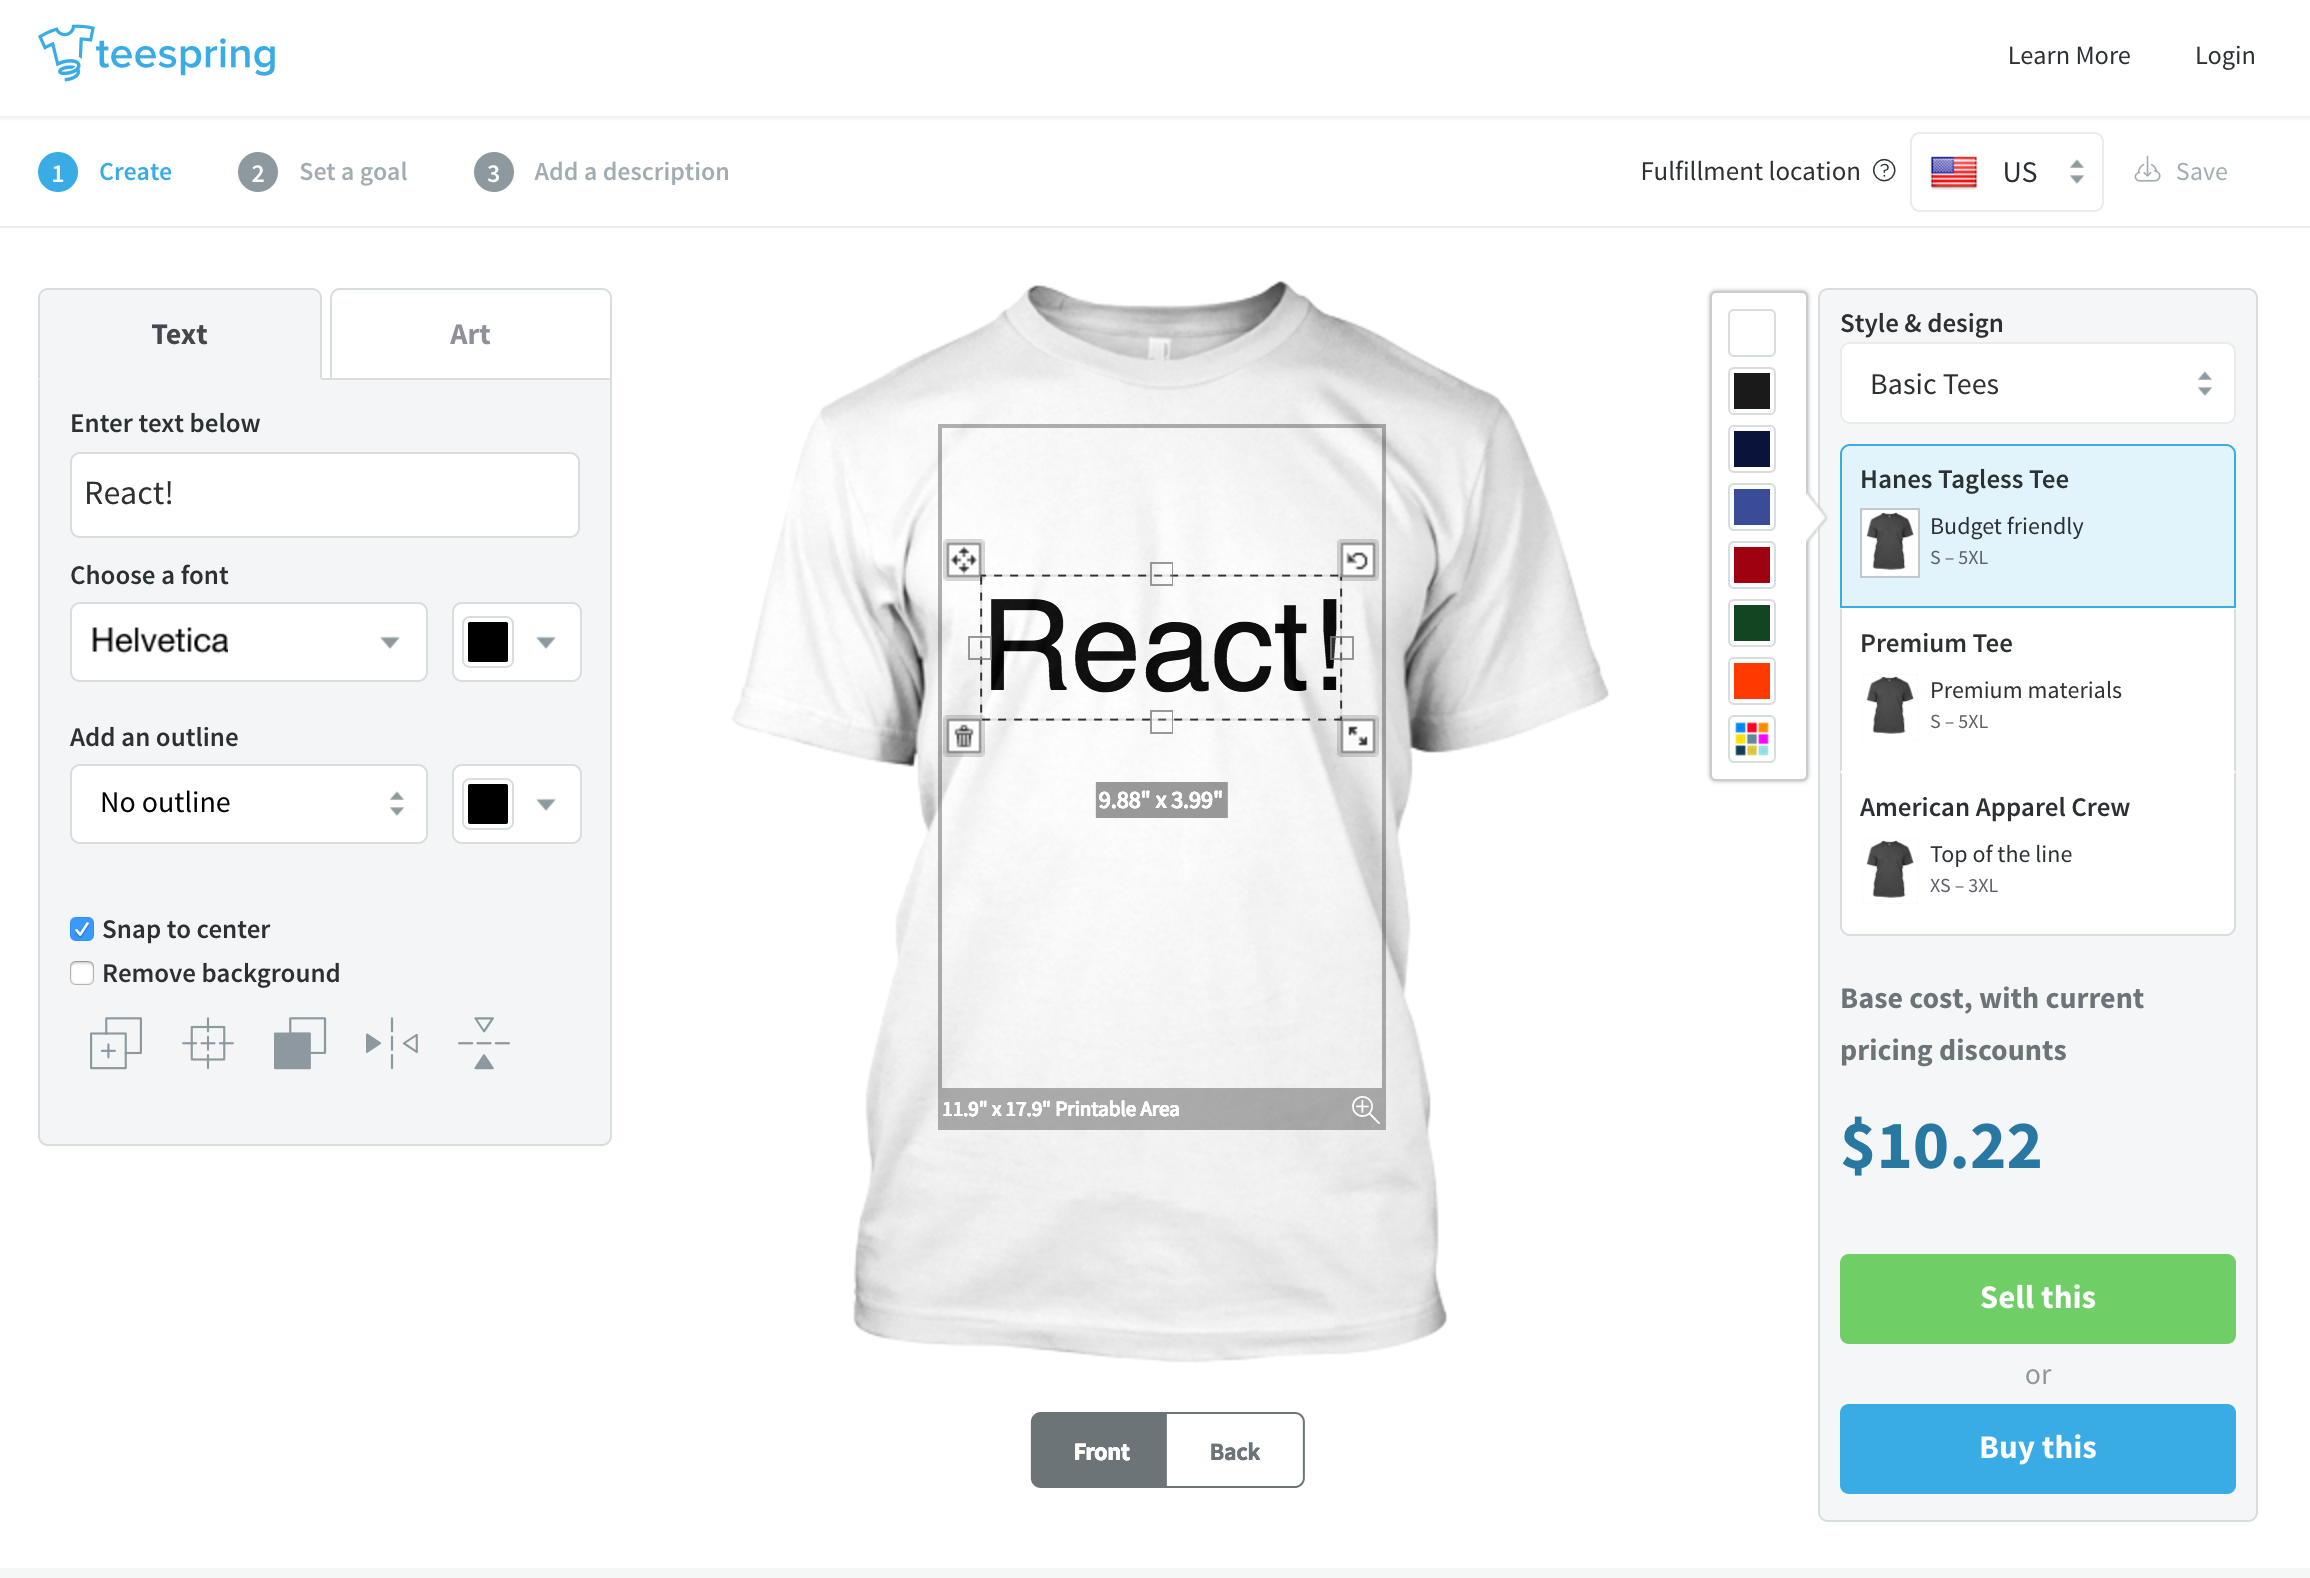 teespring
Learn More
Login
1 Create
2 Set a goal
3 Add a description
Fulfillment location ?
US
Save
Text
Art
Enter text below
React!
Choose a font
Helvetica
Add an outline
No outline
Snap to center
Remove background
React!
9.88" x 3.99"
11.9" x 17.9" Printable Area
Front
Back
Style & design
Basic Tees
Hanes Tagless Tee
Budget friendly
S – 5XL
Premium Tee
Premium materials
S – 5XL
American Apparel Crew
Top of the line
XS – 3XL
Base cost, with current
pricing discounts
$10.22
Sell this
or
Buy this